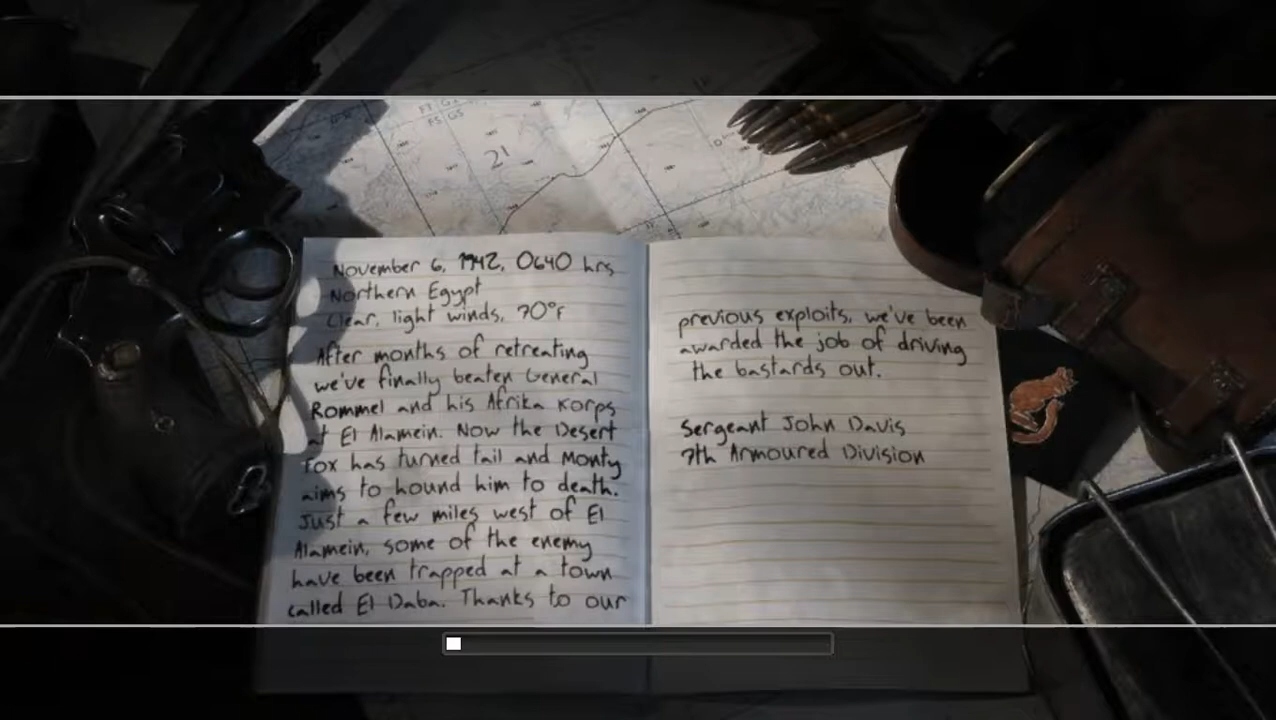 21
November 6, 1942, 0640 hrs
Northern Egypt
Clear, light winds, 70°F
After months of retreating
we've finally beaten General
Rommel and his Afrika Korps
at El Alamein. Now the Desert
Fox has turned tail and Monty
aims to hound him to death.
Just a few miles west of El
Alamein, some of the enemy
have been trapped at a town
called El Daba. Thanks to our
previous exploits, we've been
awarded the job of driving
the bastards out.
Sergeant John Davis
7th Armoured Division